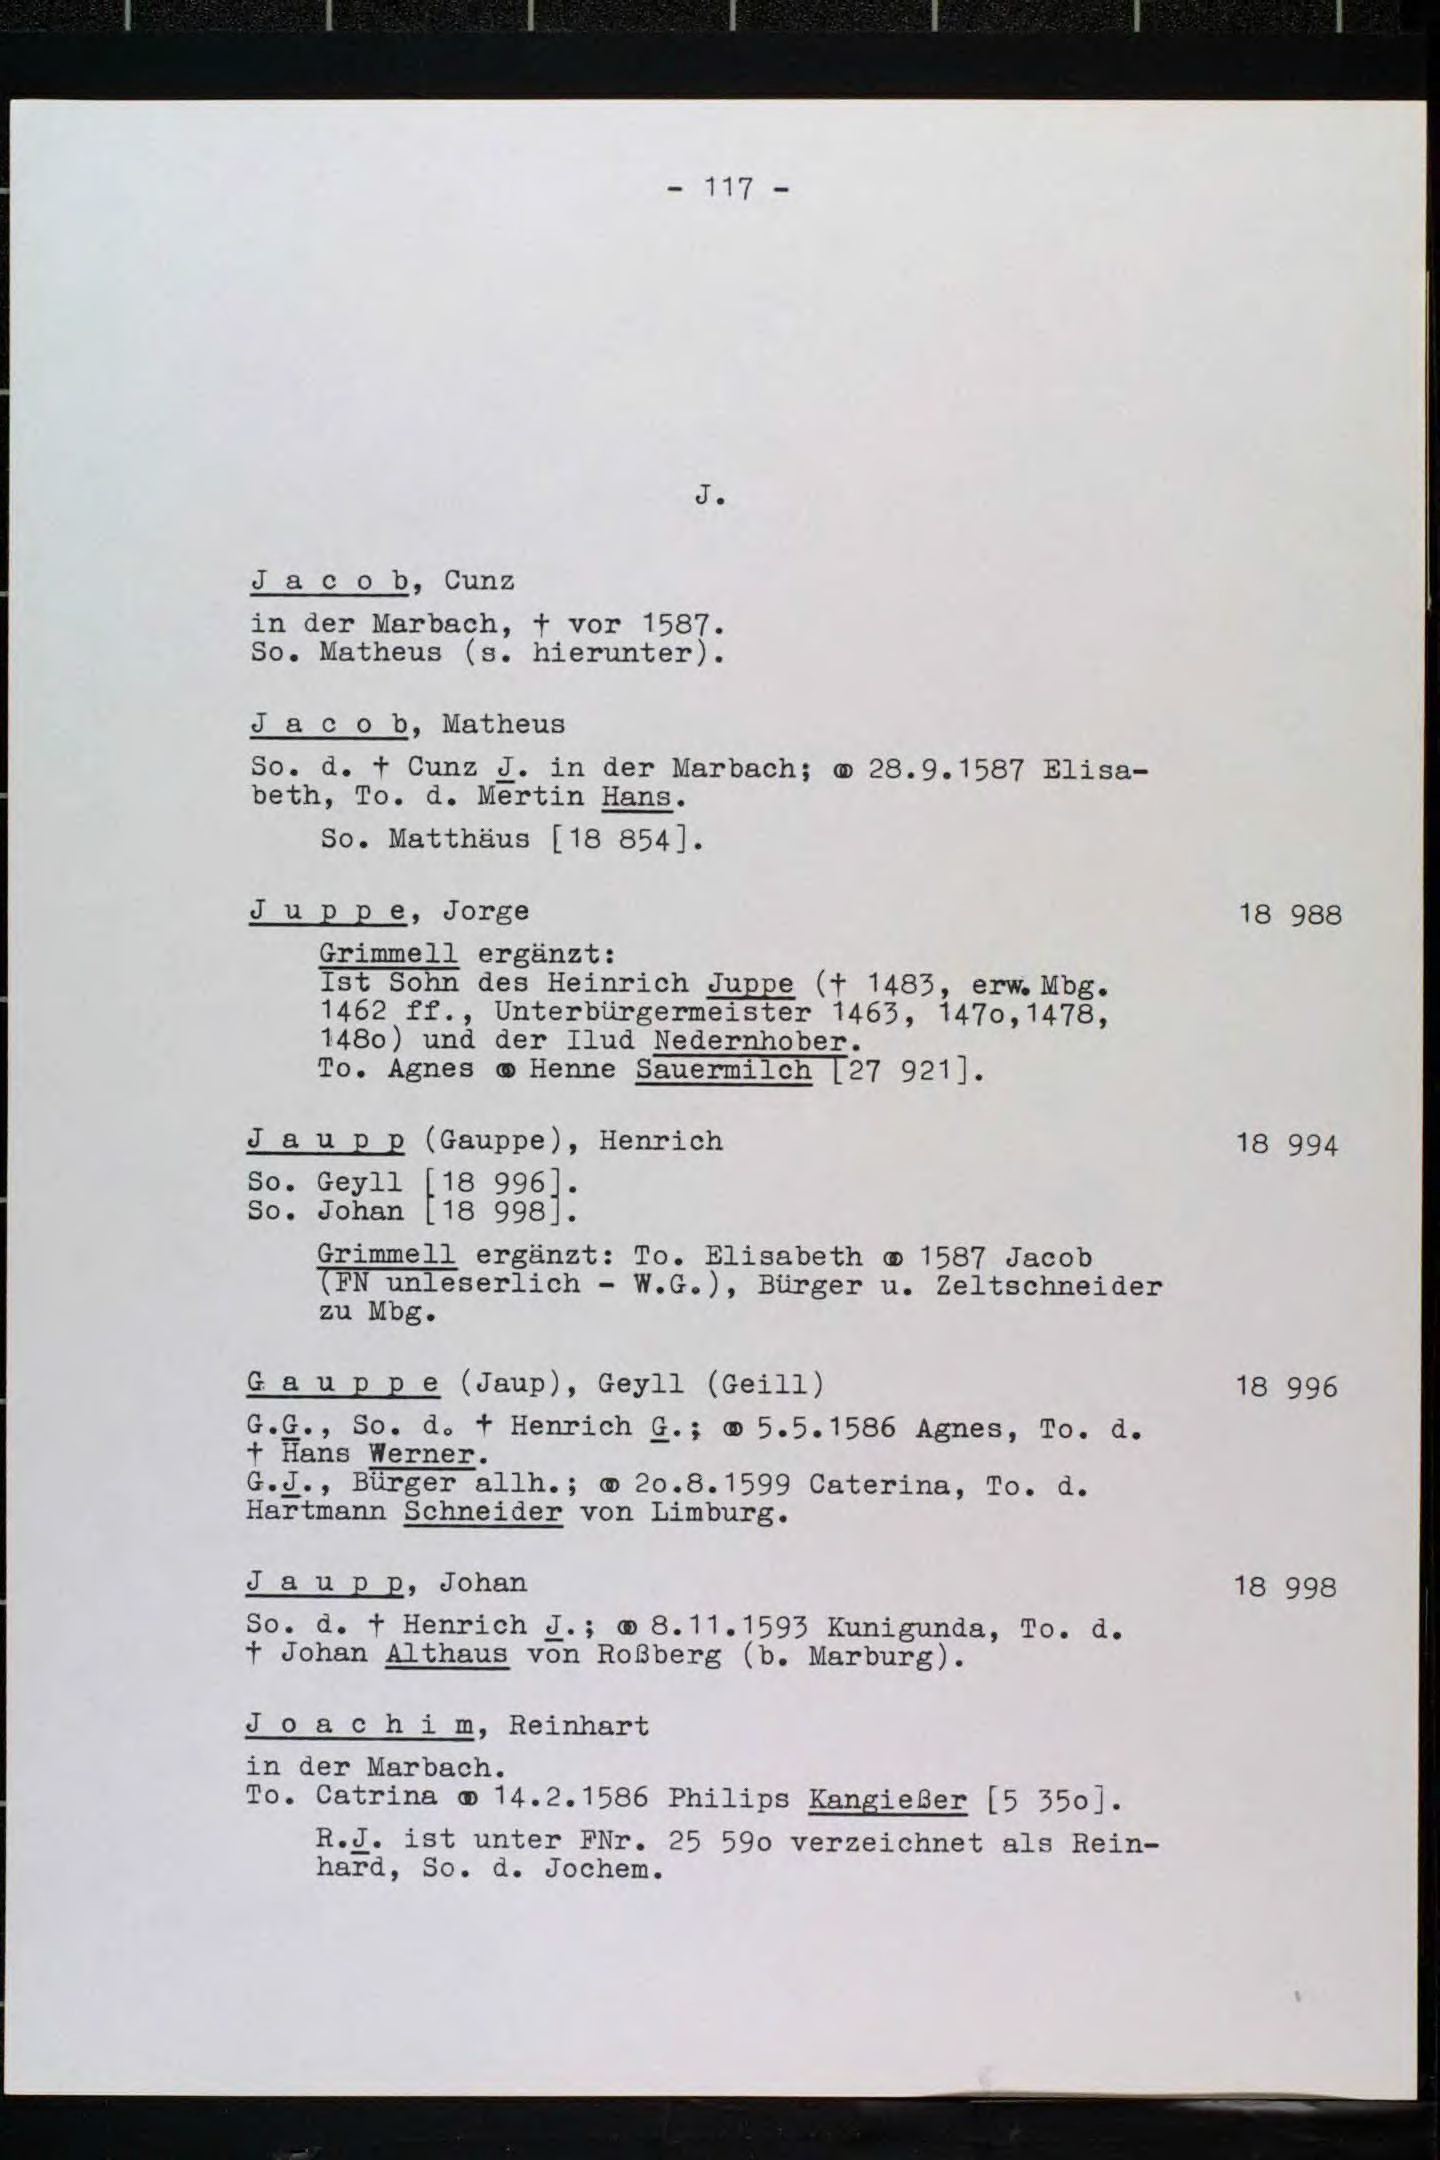 - 117 -
J.
J a c o b, Cunz
in der Marbach, † vor 1587.
So. Matheus (s. hierunter).
J a c o b, Matheus
So. d. † Cunz J. in der Marbach; ⚭ 28.9.1587 Elisa-
beth, To. d. Mertin Hans.
So. Matthäus [18 854].
J u p p e, Jorge 18 988
Grimmell ergänzt:
Ist Sohn des Heinrich Juppe († 1483, erw. Mbg.
1462 ff., Unterbürgermeister 1463, 147o,1478,
148o) und der Ilud Nedernhober.
To. Agnes ⚭ Henne Sauermilch [27 921].
J a u p p (Gauppe), Henrich 18 994
So. Geyll [18 996].
So. Johan [18 998].
Grimmell ergänzt: To. Elisabeth ⚭ 1587 Jacob
(FN unleserlich - W.G.), Bürger u. Zeltschneider
zu Mbg.
G a u p p e (Jaup), Geyll (Geill) 18 996
G.G., So. d. † Henrich G.; ⚭ 5.5.1586 Agnes, To. d.
† Hans Werner.
G.J., Bürger allh.; ⚭ 2o.8.1599 Caterina, To. d.
Hartmann Schneider von Limburg.
J a u p p, Johan 18 998
So. d. † Henrich J.; ⚭ 8.11.1593 Kunigunda, To. d.
† Johan Althaus von Roßberg (b. Marburg).
J o a c h i m, Reinhart
in der Marbach.
To. Catrina ⚭ 14.2.1586 Philips Kangießer [5 35o].
R.J. ist unter FNr. 25 59o verzeichnet als Rein-
hard, So. d. Jochem.